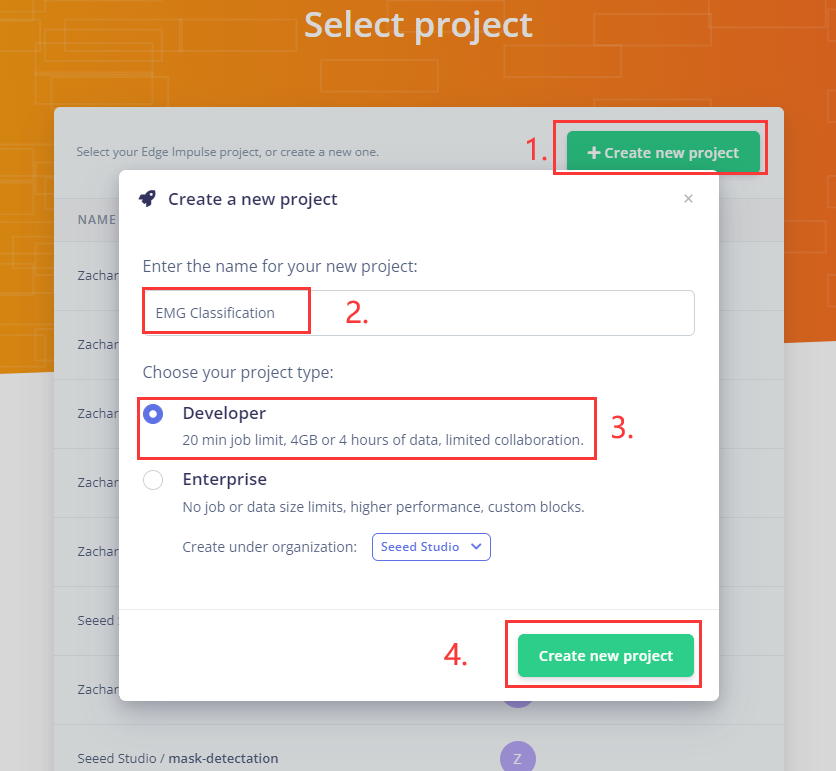 Select project
Select your Edge Impulse project, or create a new one.
1.
+ Create new project
Create a new project
×
NAME
Enter the name for your new project:
Zachar
EMG Classification
2.
Zachar
Choose your project type:
Developer
Zachar
20 min job limit, 4GB or 4 hours of data, limited collaboration.
3.
Enterprise
Zachar
No job or data size limits, higher performance, custom blocks.
Create under organization:
Seeed Studio
Zachar
Seeed
4.
Create new project
Zachar
Seeed Studio / mask-detectation
Z